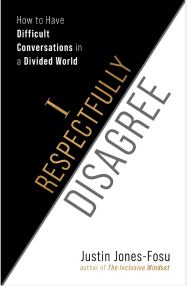 How to Have
Difficult
Conversations in
a Divided World
I
RESPECTFULLY
DISAGREE
Justin Jones-Fosu
author of The Inclusive Mindset